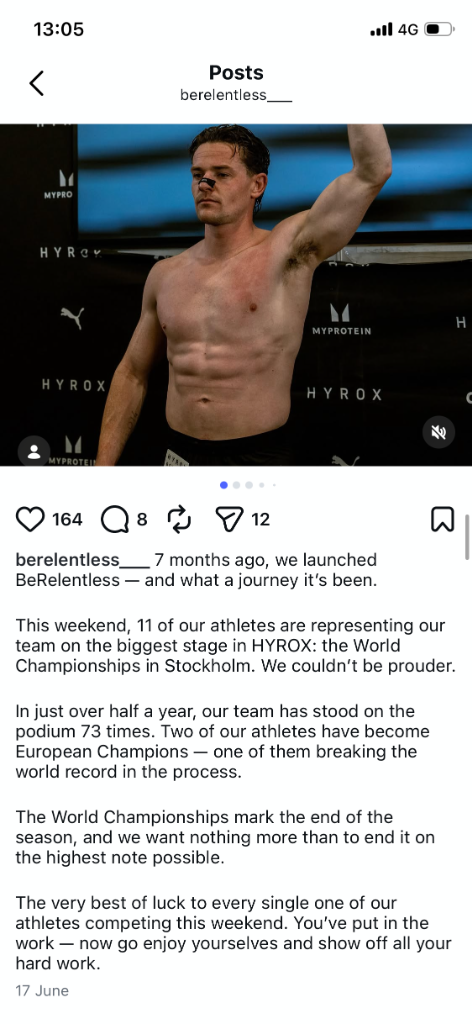 13:05
4G
Posts
berelentless___
MYPRO
HYROX
MYPROTEIN
H
HYROX
HYROX
MYPROTEIN
164
8
12
berelentless___ 7 months ago, we launched
BeRelentless — and what a journey it’s been.
This weekend, 11 of our athletes are representing our
team on the biggest stage in HYROX: the World
Championships in Stockholm. We couldn’t be prouder.
In just over half a year, our team has stood on the
podium 73 times. Two of our athletes have become
European Champions — one of them breaking the
world record in the process.
The World Championships mark the end of the
season, and we want nothing more than to end it on
the highest note possible.
The very best of luck to every single one of our
athletes competing this weekend. You’ve put in the
work — now go enjoy yourselves and show off all your
hard work.
17 June